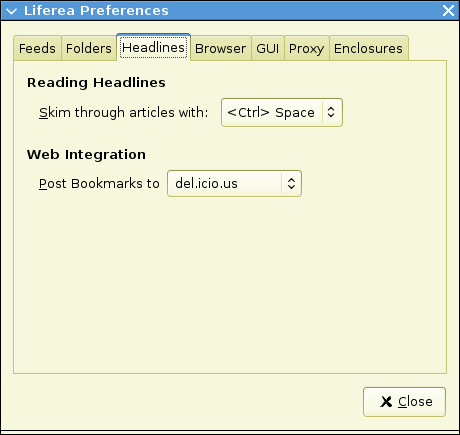 Liferea Preferences
Feeds Folders Headlines Browser GUI Proxy Enclosures
Reading Headlines
Skim through articles with: <Ctrl> Space
Web Integration
Post Bookmarks to del.icio.us
Close